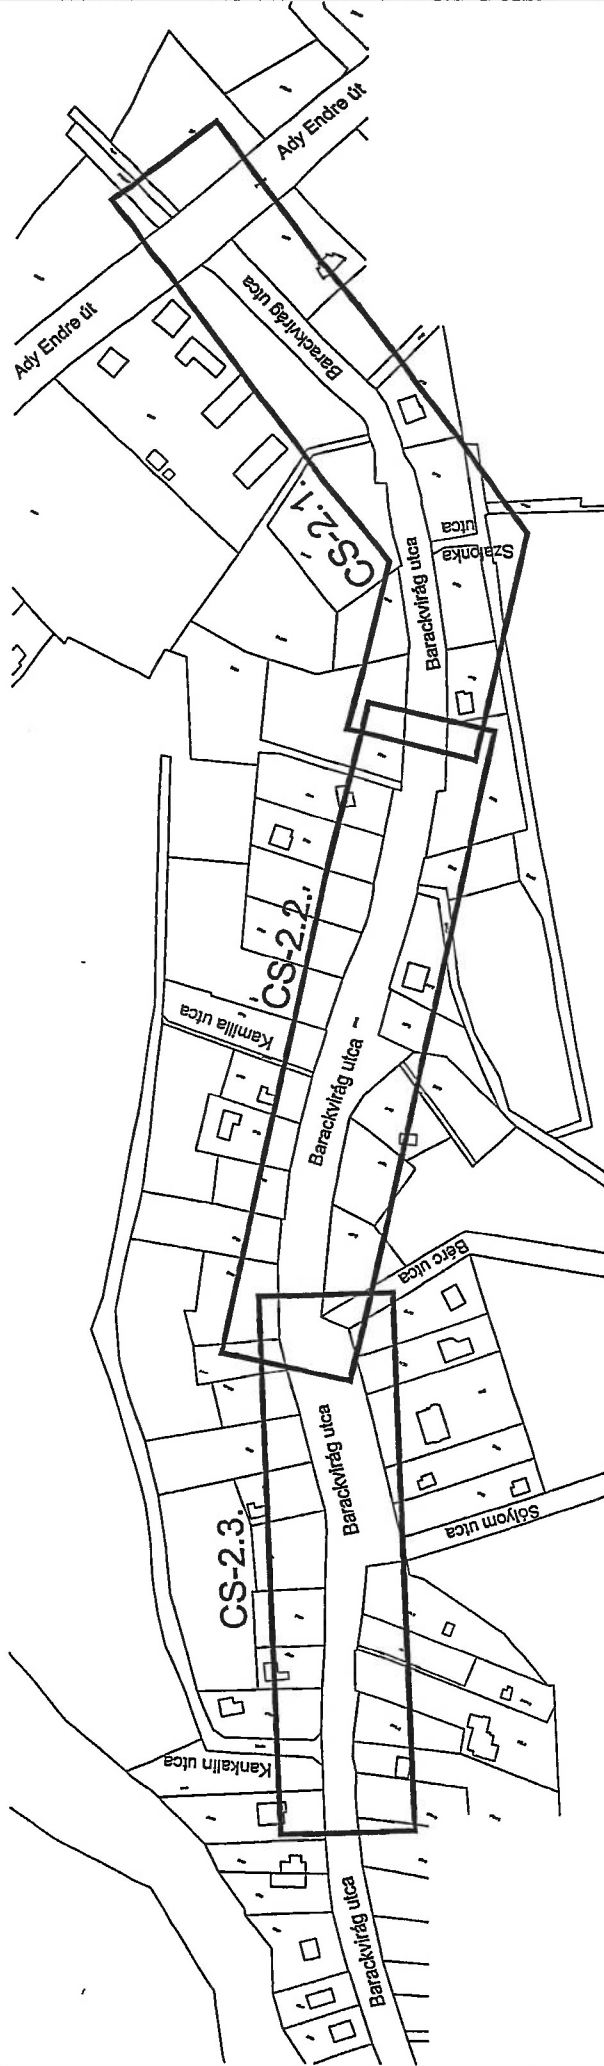 Ady Endre út
Ady Endre út
Barackvirág utca
CS-2.1.
Szafonka
utca
Barackvirág utca
CS-2.2.
Kamilla utca
Barackvirág utca
Bérc utca
Barackvirág utca
CS-2.3.
Sólyom utca
Kankalin utca
Barackvirág utca